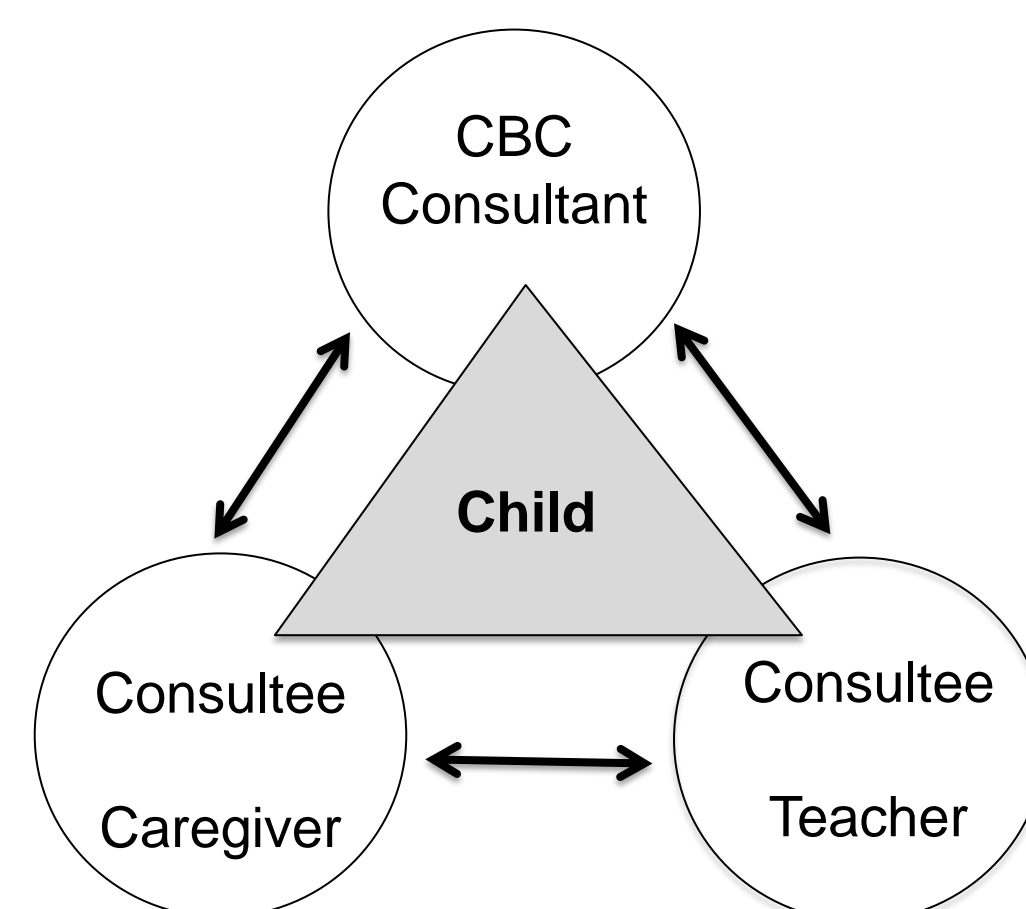 CBC
Consultant
Child
Consultee
Caregiver
Consultee
Teacher